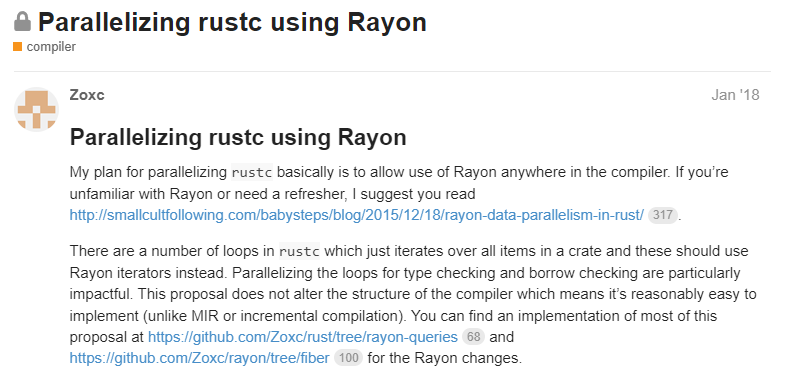 Parallelizing rustc using Rayon
compiler
Zoxc
Jan '18
Parallelizing rustc using Rayon
My plan for parallelizing rustc basically is to allow use of Rayon anywhere in the compiler. If you’re
unfamiliar with Rayon or need a refresher, I suggest you read
http://smallcultfollowing.com/babysteps/blog/2015/12/18/rayon-data-parallelism-in-rust/ 317.
There are a number of loops in rustc which just iterates over all items in a crate and these should use
Rayon iterators instead. Parallelizing the loops for type checking and borrow checking are particularly
impactful. This proposal does not alter the structure of the compiler which means it’s reasonably easy to
implement (unlike MIR or incremental compilation). You can find an implementation of most of this
proposal at https://github.com/Zoxc/rust/tree/rayon-queries 68 and
https://github.com/Zoxc/rayon/tree/fiber 100 for the Rayon changes.